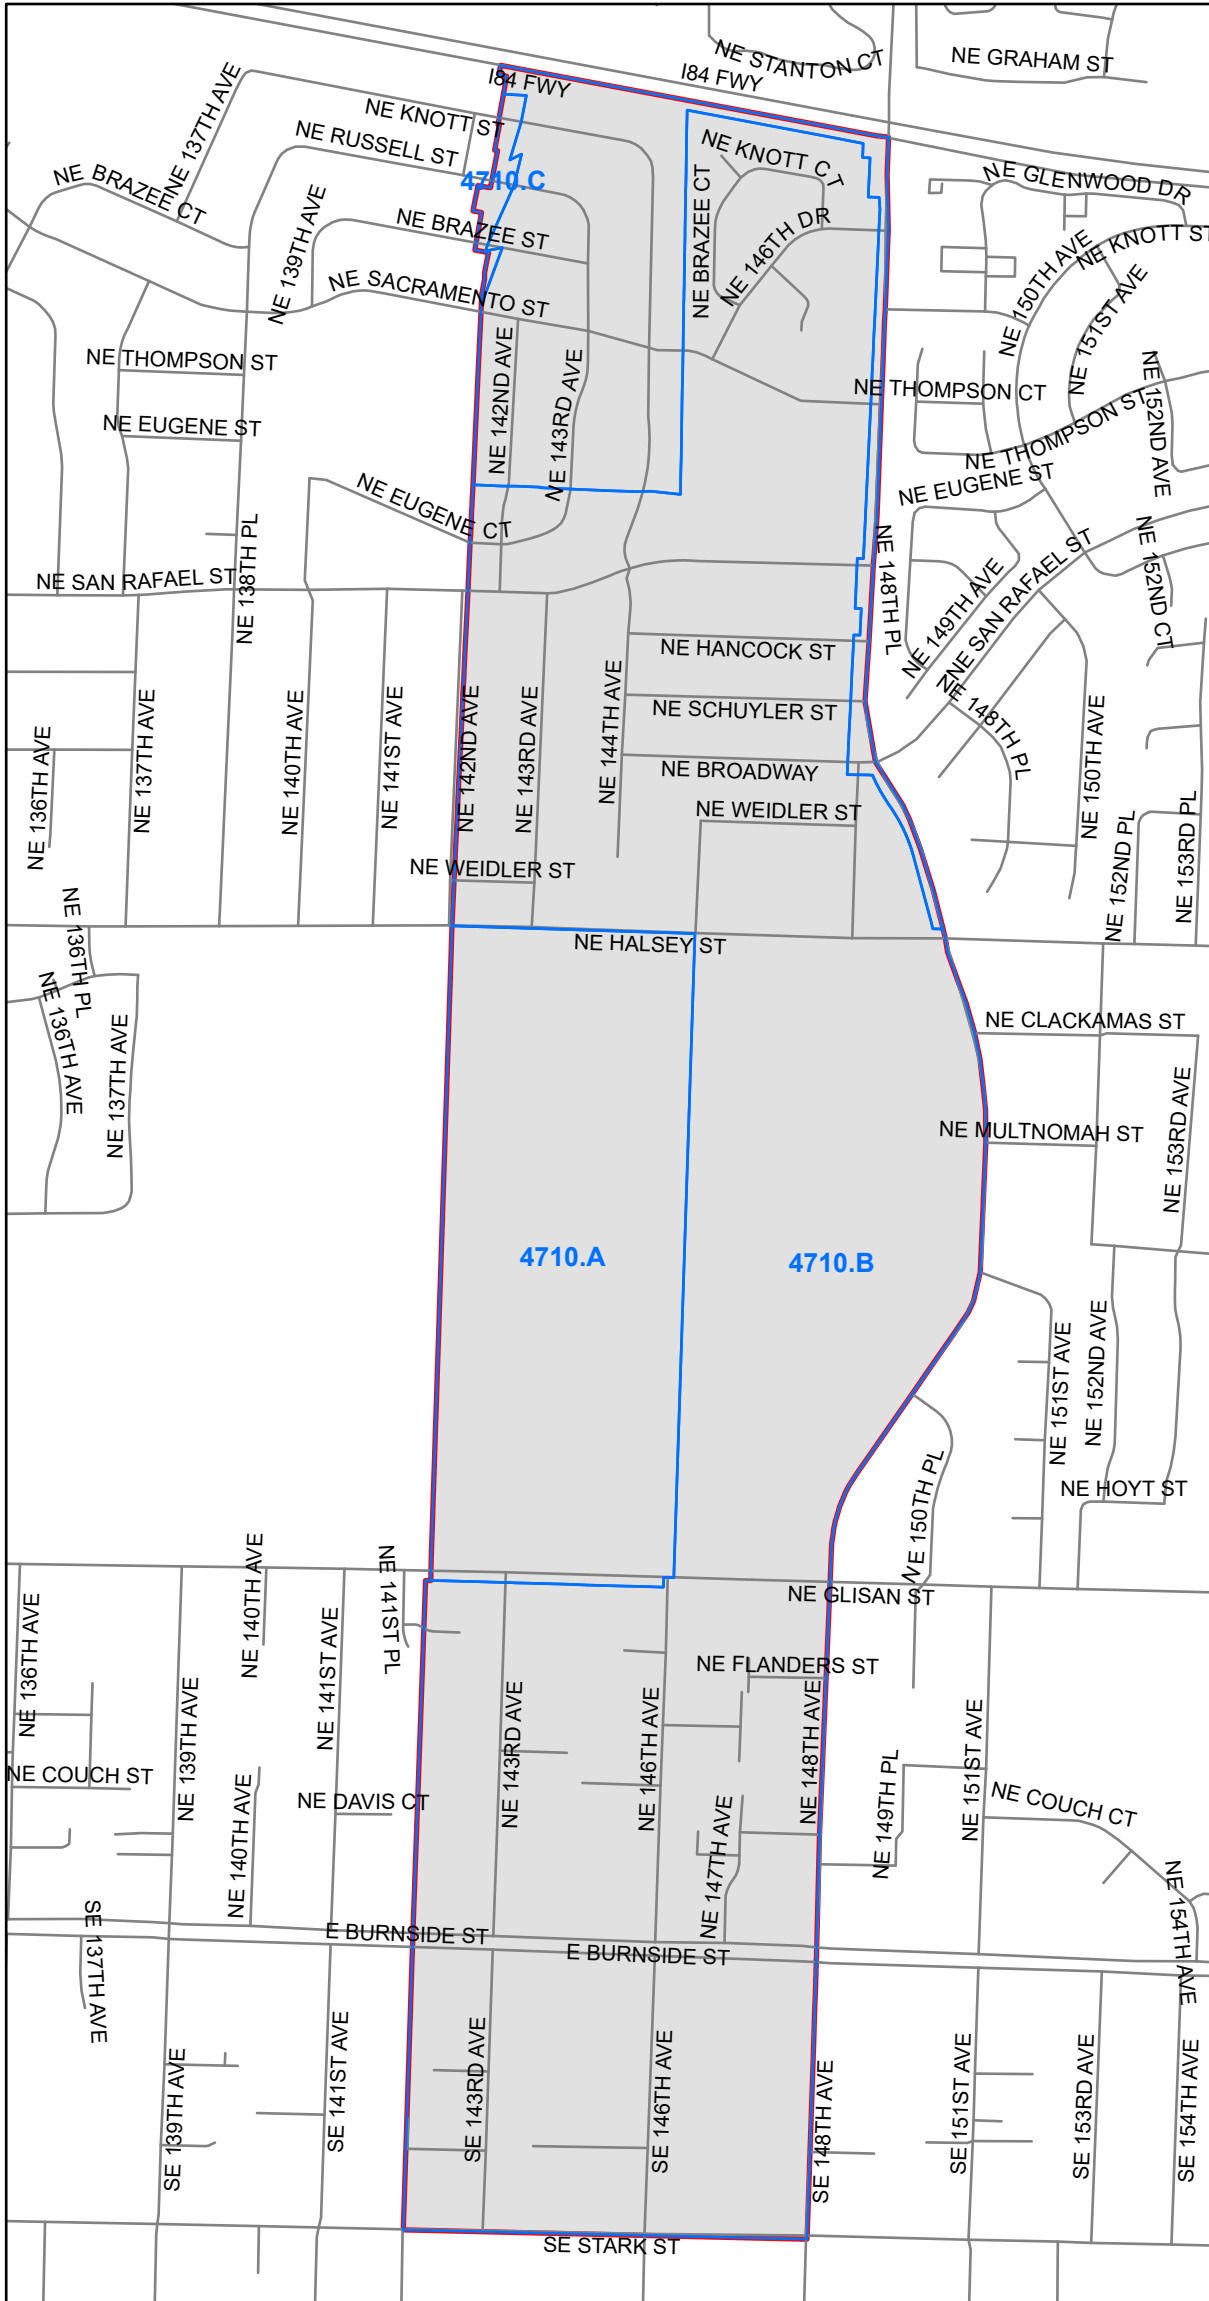 NE STANTON CT
NE GRAHAM ST
I84 FWY
I84 FWY
NE 137TH AVE
NE KNOTT ST
NE RUSSELL ST
NE KNOTT CT
NE GLENWOOD DR
4710.C
NE BRAZEE CT
NE 139TH AVE
NE BRAZEE ST
NE BRAZEE CT
NE 146TH DR
NE 150TH AVE
NE KNOTT ST
NE SACRAMENTO ST
NE 151ST AVE
NE THOMPSON ST
NE 142ND AVE
NE 143RD AVE
NE THOMPSON CT
NE 152ND AVE
NE EUGENE ST
NE THOMPSON ST
NE EUGENE CT
NE EUGENE ST
NE 138TH PL
NE SAN RAFAEL ST
NE 148TH PL
NE 149TH AVE
NE SAN RAFAEL ST
NE 152ND CT
NE HANCOCK ST
NE 136TH AVE
NE 137TH AVE
NE 140TH AVE
NE 141ST AVE
NE 142ND AVE
NE 143RD AVE
NE 144TH AVE
NE SCHUYLER ST
NE 148TH PL
NE 150TH AVE
NE BROADWAY
NE WEIDLER ST
NE 152ND PL
NE 153RD PL
NE WEIDLER ST
NE 136TH PL
NE HALSEY ST
NE 136TH AVE
NE 137TH AVE
NE CLACKAMAS ST
NE MULTNOMAH ST
NE 153RD AVE
4710.A
4710.B
NE 151ST AVE
NE 152ND AVE
NE 150TH PL
NE HOYT ST
NE 140TH AVE
NE 141ST PL
NE GLISAN ST
NE 136TH AVE
NE 141ST AVE
NE FLANDERS ST
NE 139TH AVE
NE 143RD AVE
NE 146TH AVE
NE 148TH AVE
NE 151ST AVE
NE COUCH ST
NE 140TH AVE
NE DAVIS CT
NE 147TH AVE
NE 149TH PL
NE COUCH CT
NE 154TH AVE
SE 137TH AVE
E BURNSIDE ST
E BURNSIDE ST
SE 139TH AVE
SE 141ST AVE
SE 143RD AVE
SE 146TH AVE
SE 148TH AVE
SE 151ST AVE
SE 153RD AVE
SE 154TH AVE
SE STARK ST